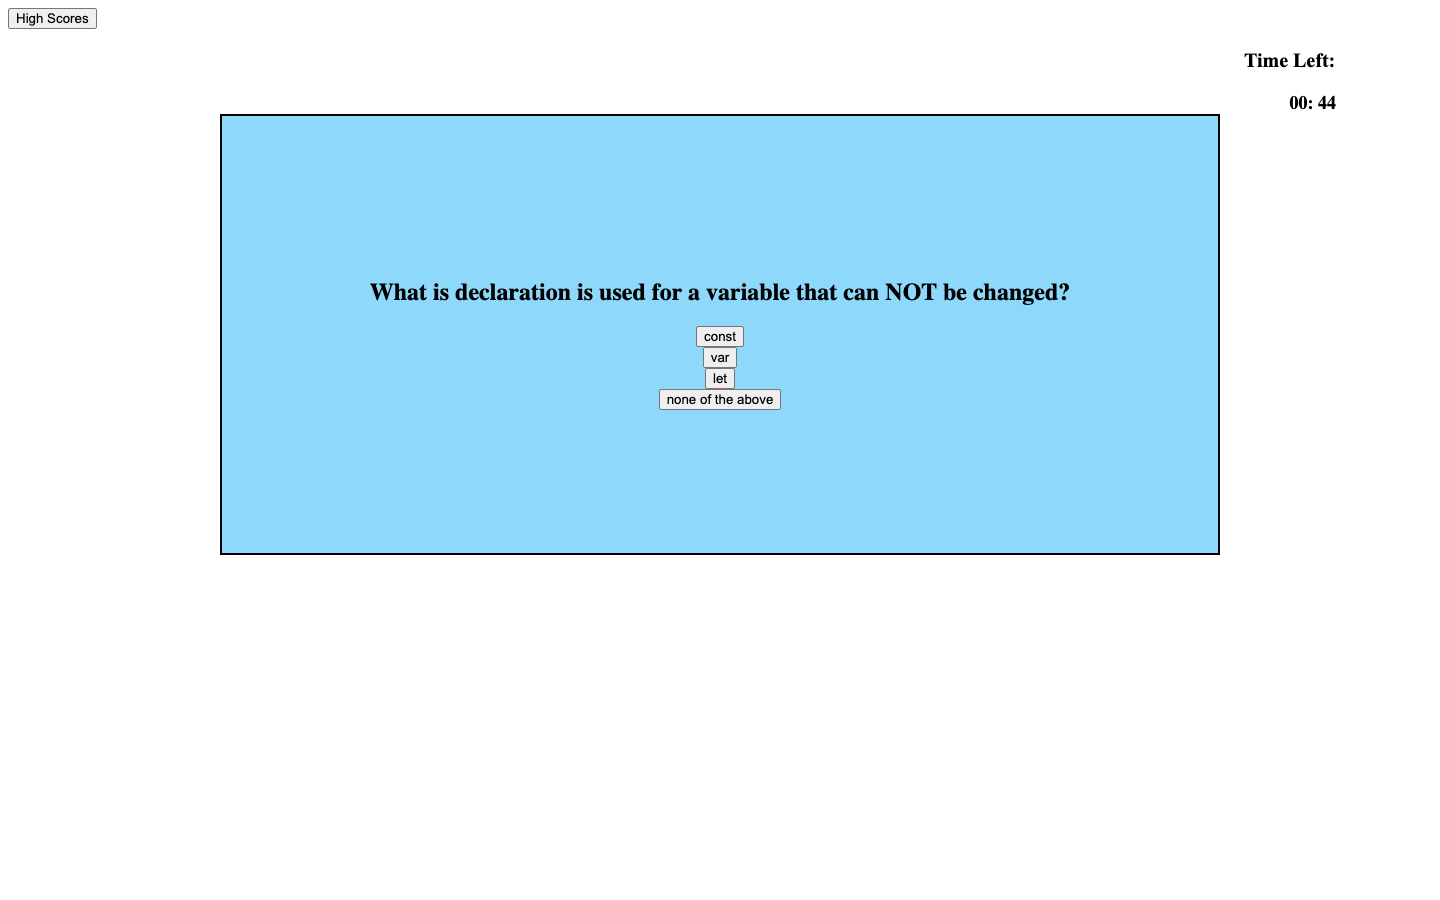 High Scores
Time Left:
00: 44
What is declaration is used for a variable that can NOT be changed?
const
var
let
none of the above